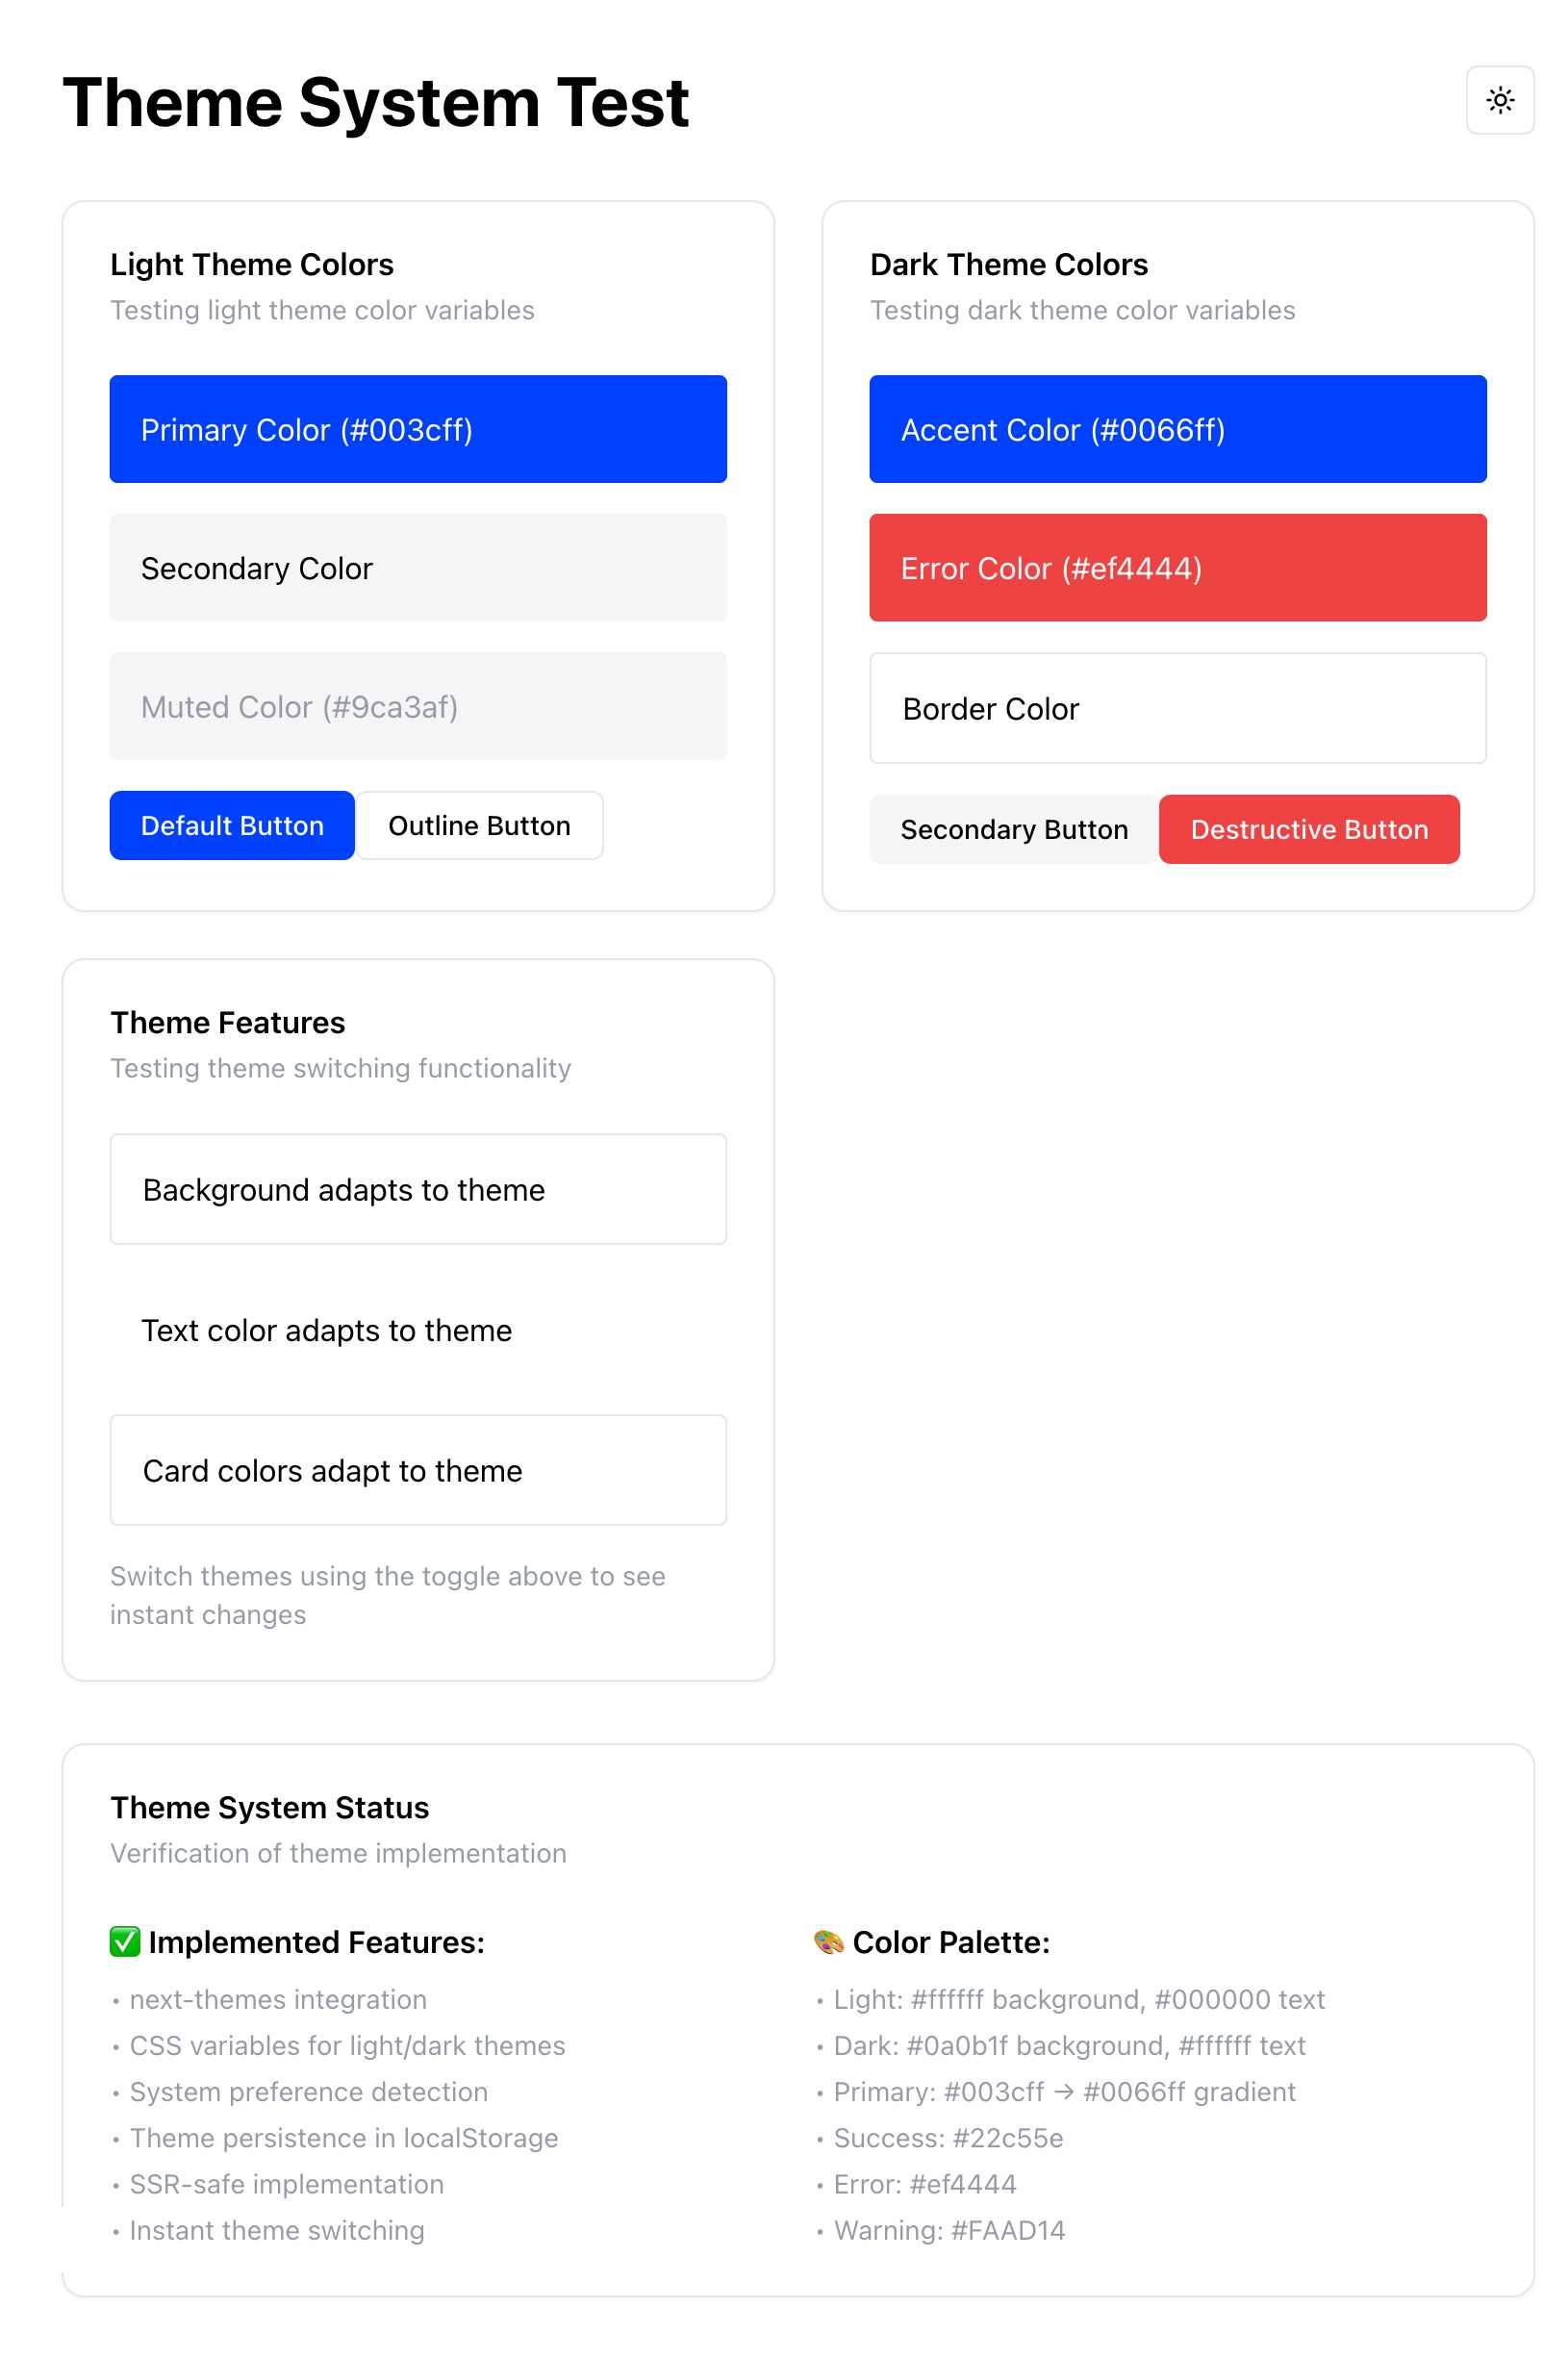 Theme System Test
Light Theme Colors
Testing light theme color variables
Primary Color (#003cff)
Secondary Color
Muted Color (#9ca3af)
Default Button
Outline Button
Dark Theme Colors
Testing dark theme color variables
Accent Color (#0066ff)
Error Color (#ef4444)
Border Color
Secondary Button
Destructive Button
Theme Features
Testing theme switching functionality
Background adapts to theme
Text color adapts to theme
Card colors adapt to theme
Switch themes using the toggle above to see
instant changes
Theme System Status
Verification of theme implementation
✅ Implemented Features:
• next-themes integration
• CSS variables for light/dark themes
• System preference detection
• Theme persistence in localStorage
• SSR-safe implementation
• Instant theme switching
🎨 Color Palette:
• Light: #ffffff background, #000000 text
• Dark: #0a0b1f background, #ffffff text
• Primary: #003cff → #0066ff gradient
• Success: #22c55e
• Error: #ef4444
• Warning: #FAAD14